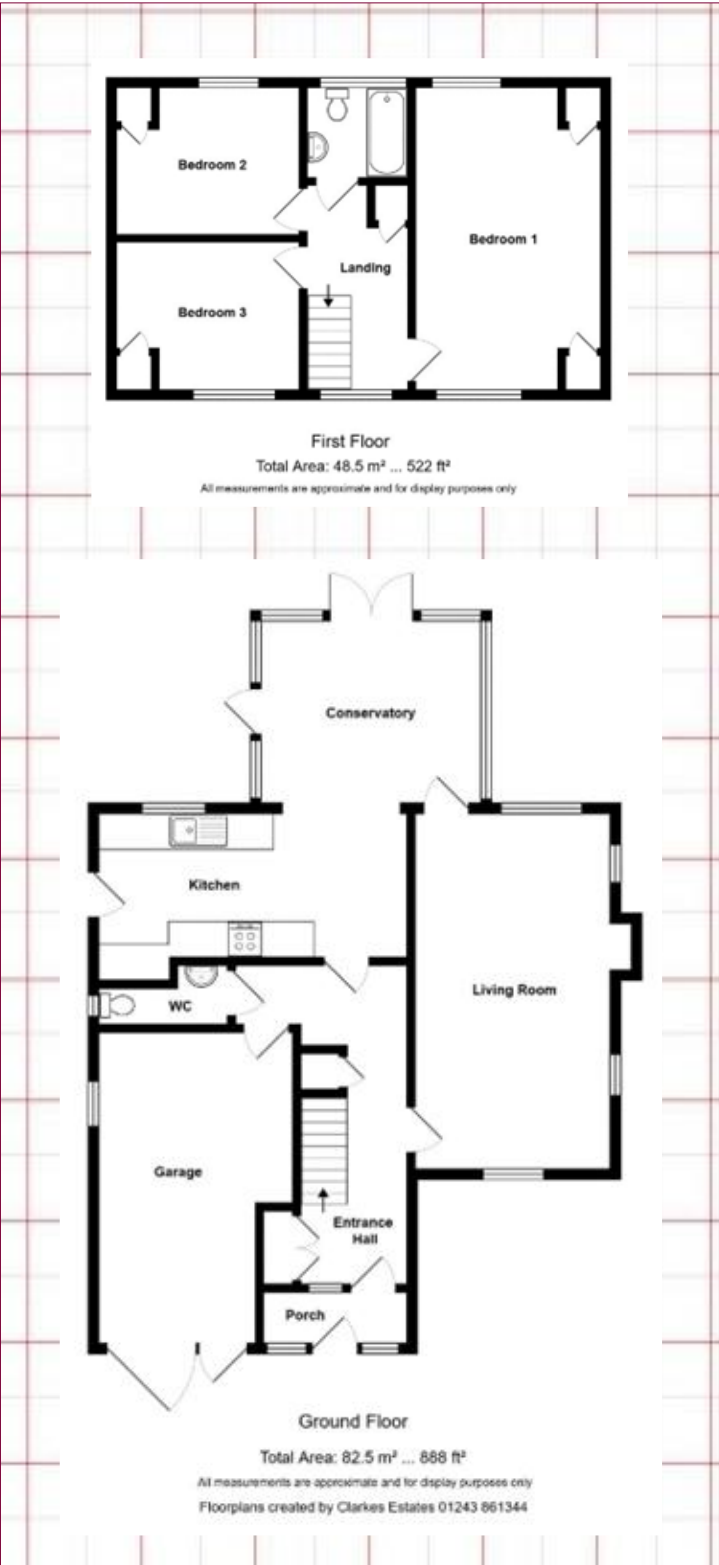 Bedroom 2
Bedroom 1
Landing
Bedroom 3
First Floor
Total Area: 48.5 m² ... 522 ft²
All measurements are approximate and for display purposes only
Conservatory
Kitchen
Living Room
WC
Garage
Entrance
Hall
Porch
Ground Floor
Total Area: 82.5 m² ... 888 ft²
All measurements are approximate and for display purposes only
Floorplans created by Clarkes Estates 01243 861344